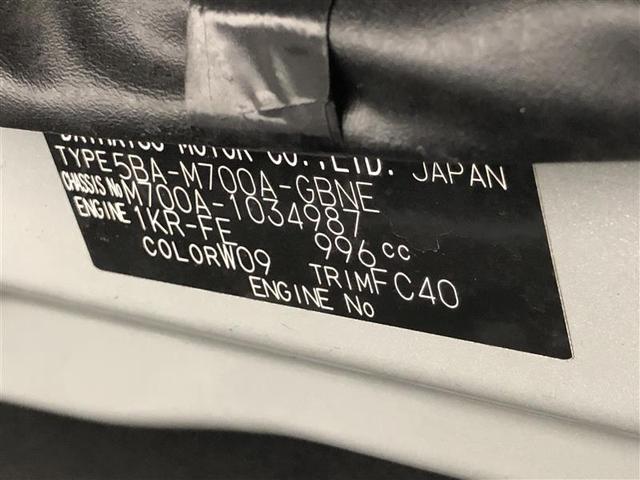 DAIHATSU MOTOR CO.,LTD. JAPAN
TYPE 5BA-M700A-GBNE
CHASSIS No M700A-1034987
ENGINE 1KR-FE 996cc
COLOR W09 TRIM FC40
ENGINE No